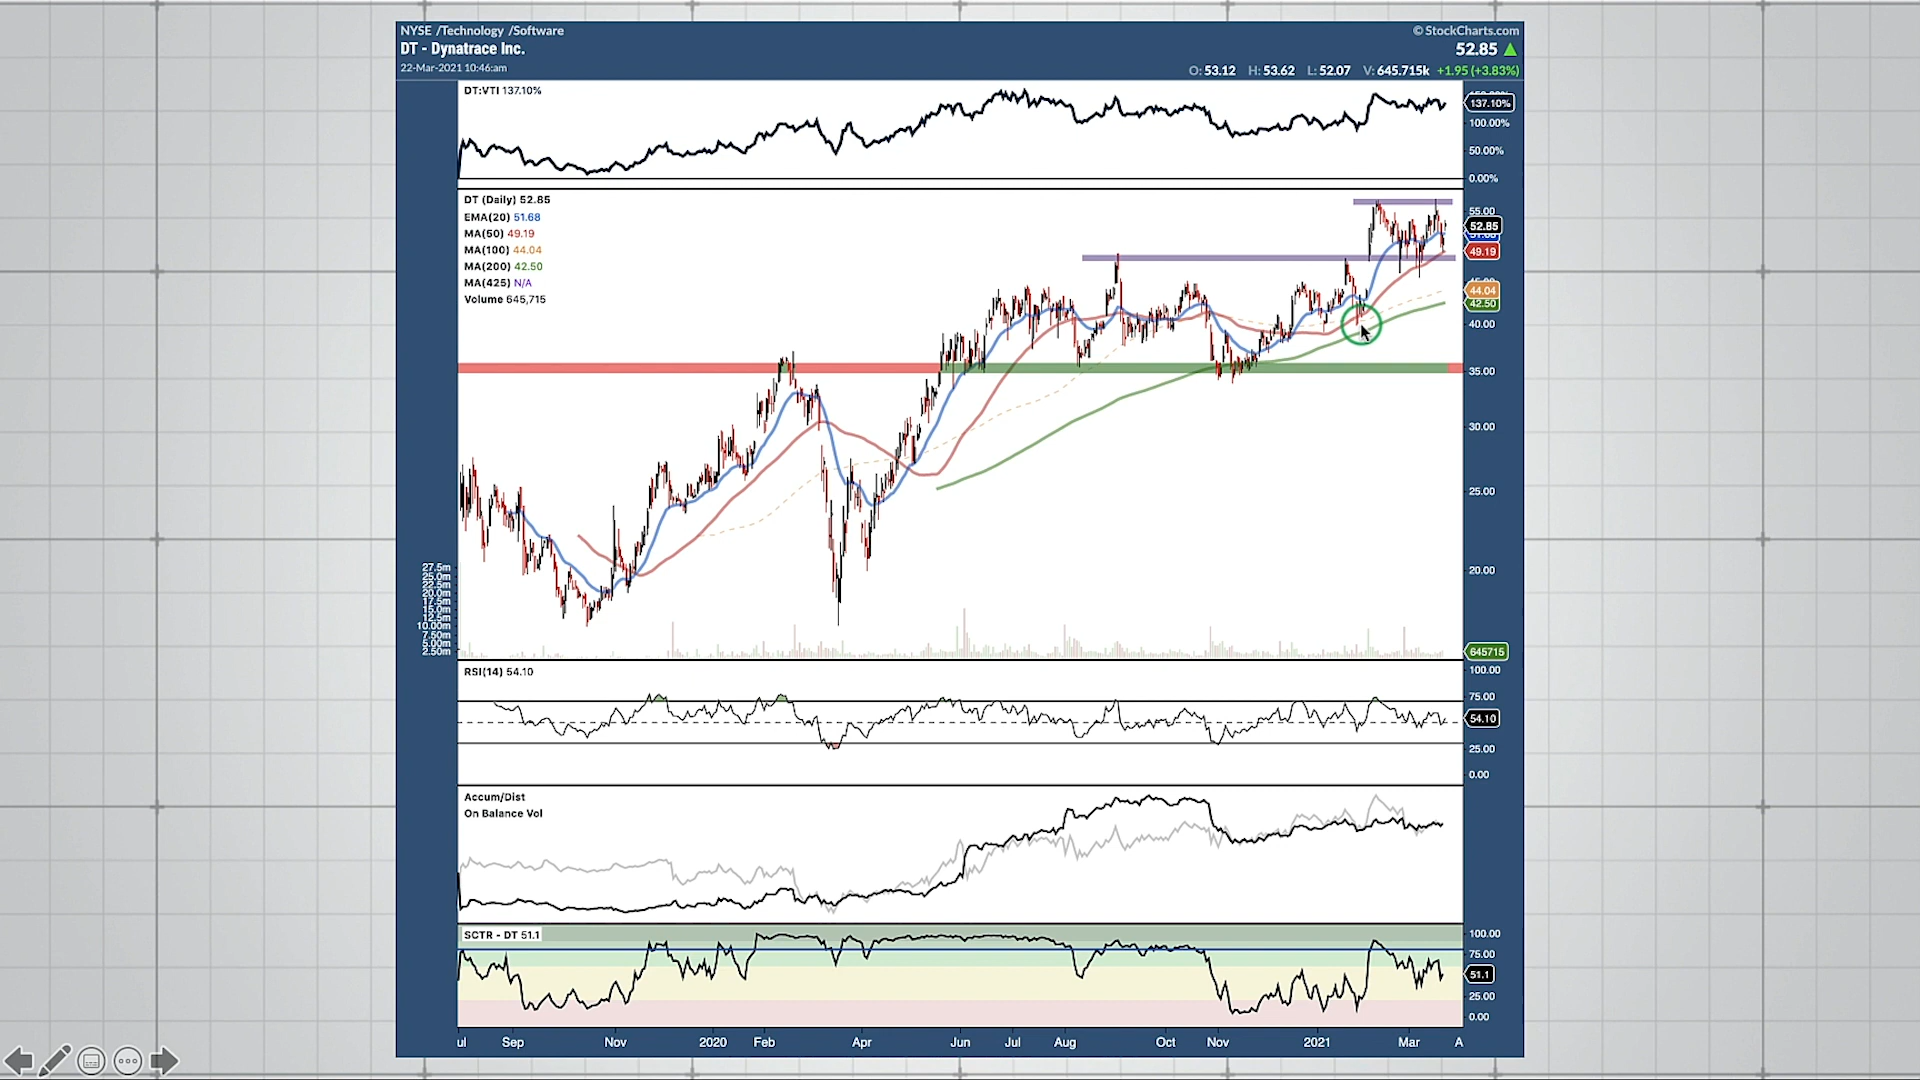 NYSE /Technology /Software
© StockCharts.com
DT - Dynatrace Inc.
52.85
22-Mar-2021 10:46:am
O: 53.12 H: 53.62 L: 52.07 V: 645.715k +1.95 (+3.83%)
DT:VTI 137.10%
137.10%
100.00%
50.00%
0.00%
DT (Daily) 52.85
EMA(20) 51.68
MA(50) 49.19
MA(100) 44.04
MA(200) 42.50
MA(425) N/A
Volume 645,715
55.00
52.85
49.19
44.04
42.50
40.00
35.00
30.00
25.00
20.00
27.5m
25.0m
22.5m
20.0m
17.5m
15.0m
12.5m
10.00m
7.50m
5.00m
2.50m
645715
RSI(14) 54.10
100.00
75.00
54.10
25.00
0.00
Accum/Dist
On Balance Vol
SCTR - DT 51.1
100.00
75.00
51.1
25.00
0.00
ul Sep Nov 2020 Feb Apr Jun Jul Aug Oct Nov 2021 Mar A